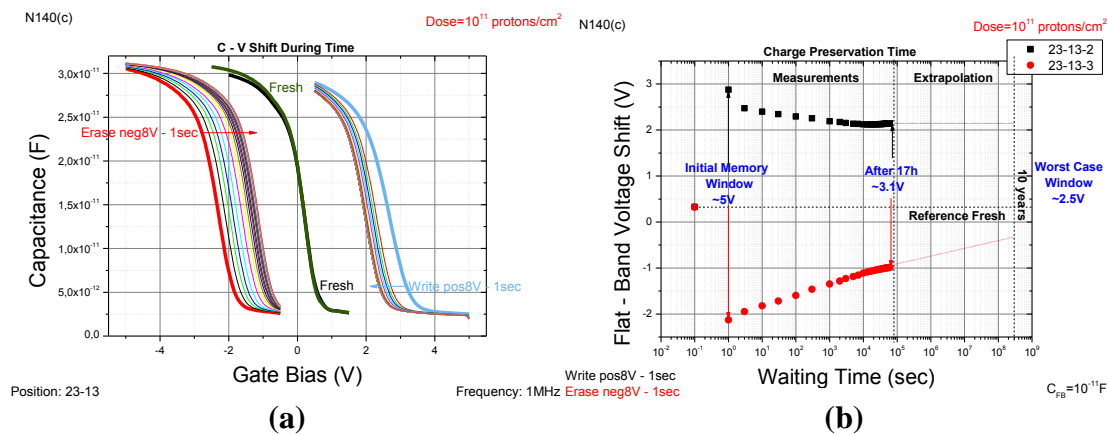 N140(c)
Dose=10¹¹ protons/cm²
C - V Shift During Time
3,0x10⁻¹¹
2,5x10⁻¹¹
2,0x10⁻¹¹
1,5x10⁻¹¹
1,0x10⁻¹¹
5,0x10⁻¹²
0,0
Capacitance (F)
Fresh
Erase neg8V - 1sec
Fresh
Write pos8V - 1sec
-4 -2 0 2 4
Gate Bias (V)
Position: 23-13
Frequency: 1MHz
(a)
N140(c)
Dose=10¹¹ protons/cm²
23-13-2
23-13-3
Charge Preservation Time
Measurements
Extrapolation
3
2
1
0
-1
-2
Flat - Band Voltage Shift (V)
Initial Memory
Window
~5V
After 17h
~3.1V
10 years
Worst Case
Window
~2.5V
Reference Fresh
10⁻² 10⁻¹ 10⁰ 10¹ 10² 10³ 10⁴ 10⁵ 10⁶ 10⁷ 10⁸ 10⁹
Waiting Time (sec)
Write pos8V - 1sec
Erase neg8V - 1sec
C_FB=10⁻¹¹F
(b)